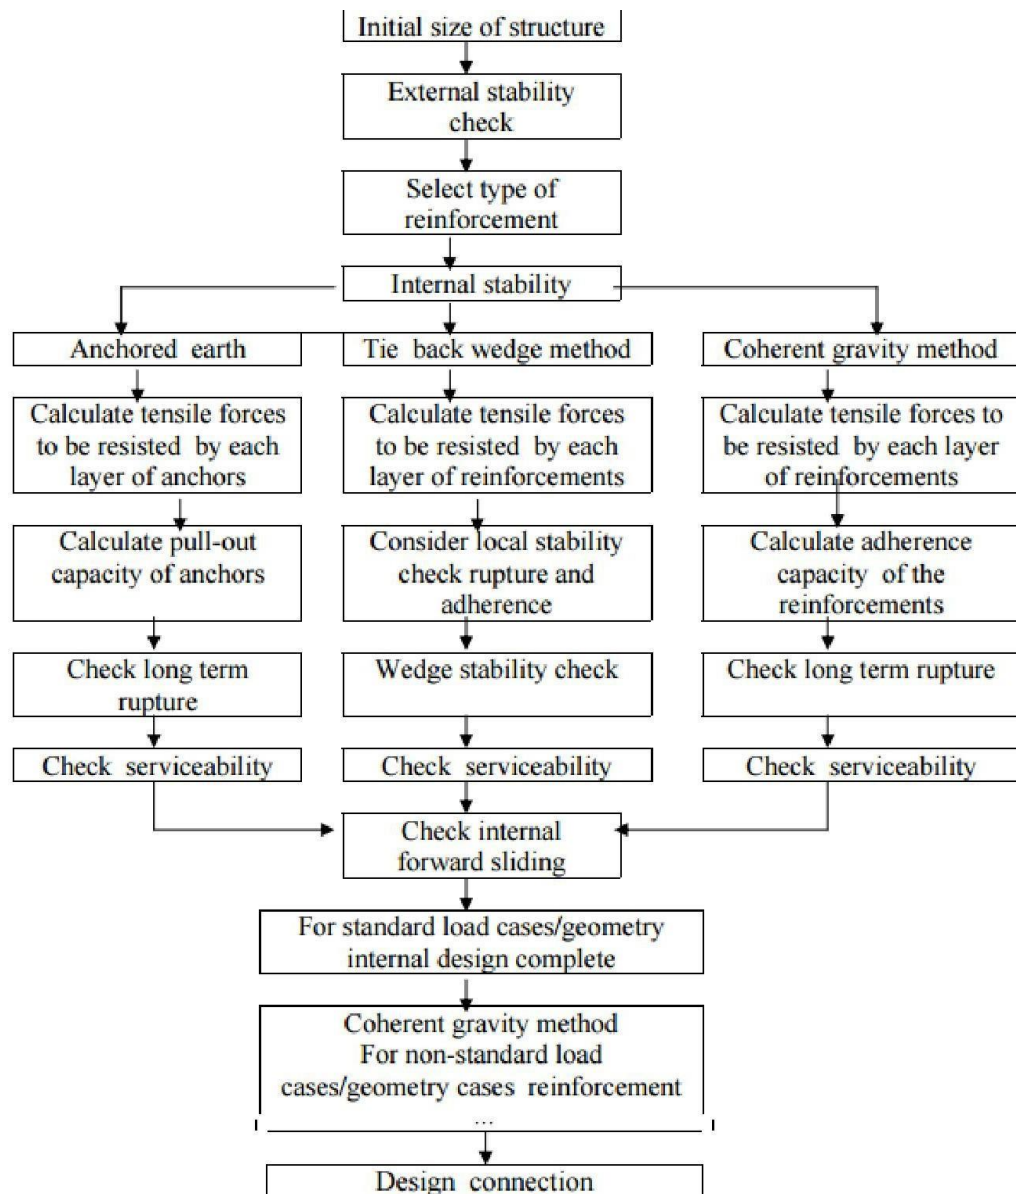 Initial size of structure
External stability
check
Select type of
reinforcement
Internal stability
Anchored earth
Tie back wedge method
Coherent gravity method
Calculate tensile forces
to be resisted by each
layer of anchors
Calculate tensile forces
to be resisted by each
layer of reinforcements
Calculate tensile forces to
be resisted by each layer
of reinforcements
Calculate pull-out
capacity of anchors
Consider local stability
check rupture and
adherence
Calculate adherence
capacity of the
reinforcements
Check long term
rupture
Wedge stability check
Check long term rupture
Check serviceability
Check serviceability
Check serviceability
Check internal
forward sliding
For standard load cases/geometry
internal design complete
Coherent gravity method
For non-standard load
cases/geometry cases reinforcement
...
Design connection